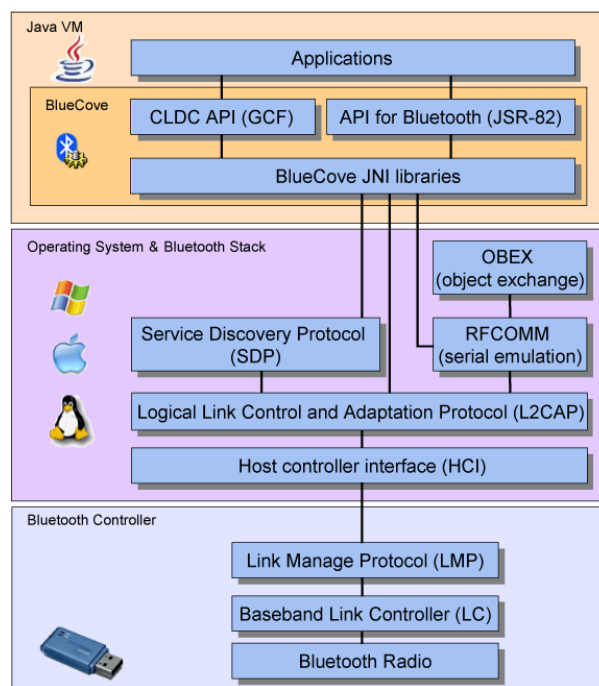 Java VM
Applications
BlueCove
CLDC API (GCF)
API for Bluetooth (JSR-82)
BlueCove JNI libraries
Operating System & Bluetooth Stack
OBEX
(object exchange)
Service Discovery Protocol
(SDP)
RFCOMM
(serial emulation)
Logical Link Control and Adaptation Protocol (L2CAP)
Host controller interface (HCI)
Bluetooth Controller
Link Manage Protocol (LMP)
Baseband Link Controller (LC)
Bluetooth Radio